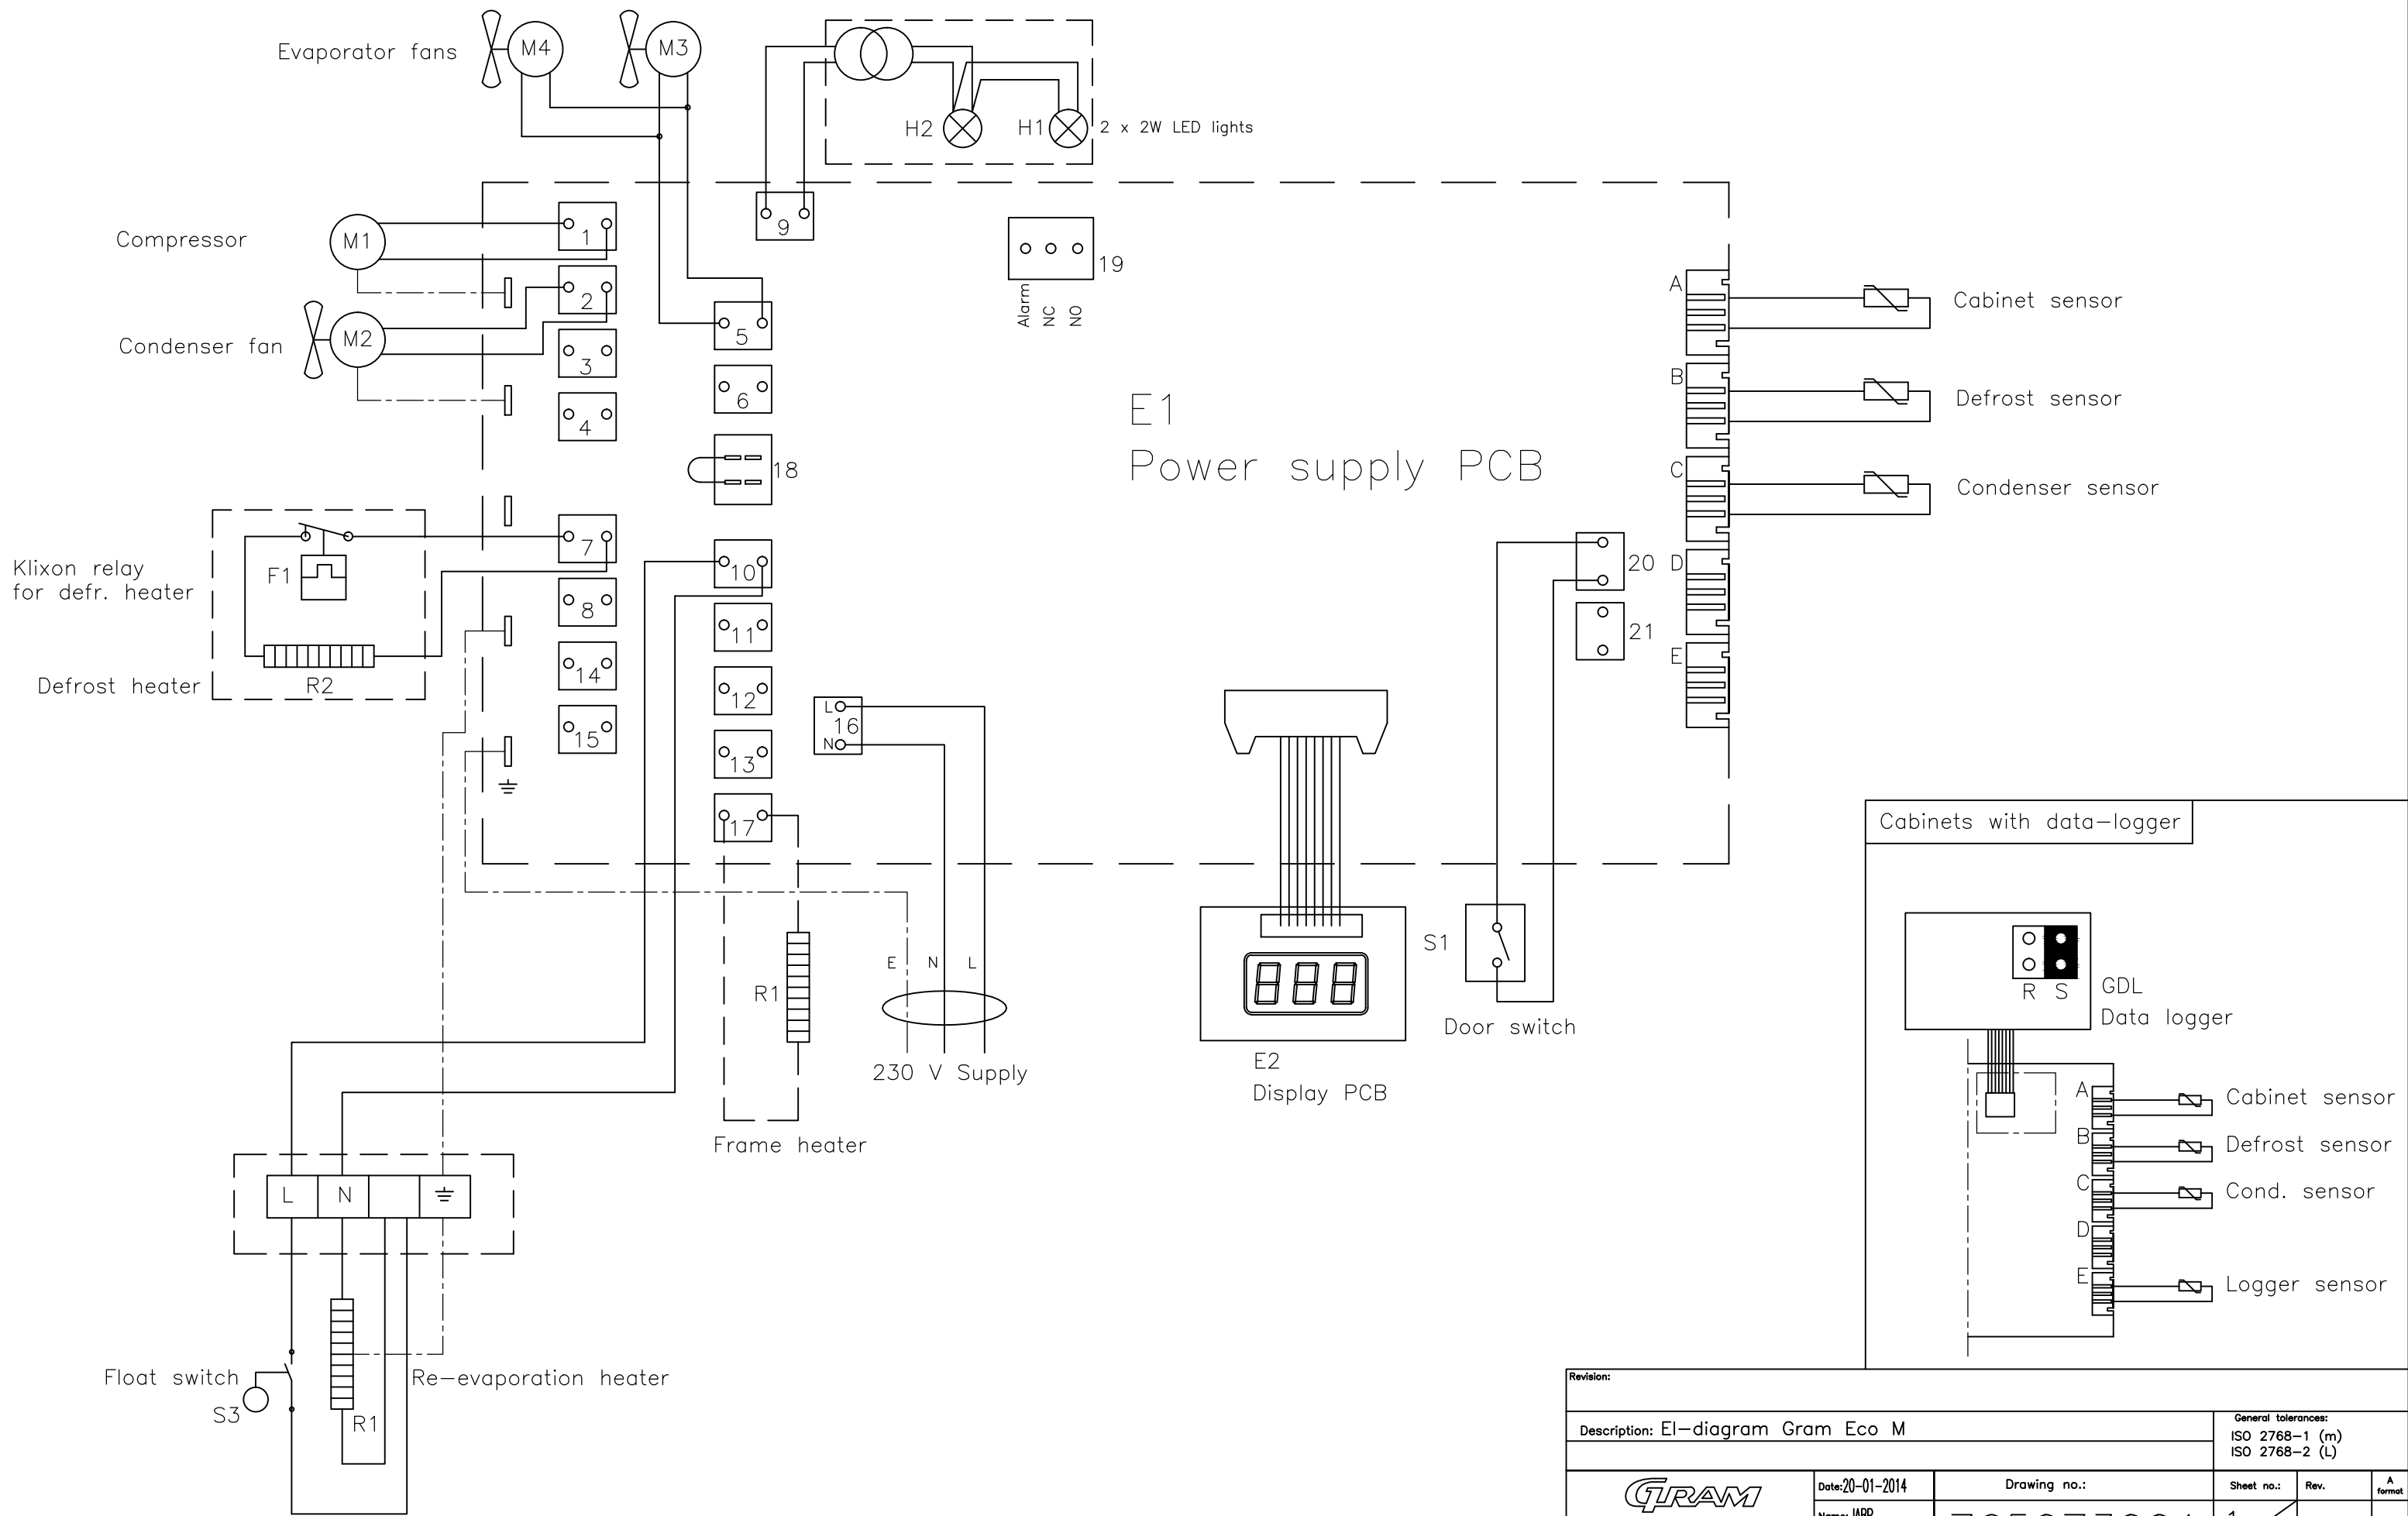 Evaporator fans
M4
M3
H2
H1
2 x 2W LED lights
Compressor
M1
1
9
19
Alarm
NC
NO
2
Condenser fan
M2
3
5
4
6
18
E1
Power supply PCB
A
Cabinet sensor
B
Defrost sensor
C
Condenser sensor
D
E
20
21
Klixon relay
for defr. heater
F1
7
8
14
15
Defrost heater
R2
10
11
12
13
17
L
16
N
R1
E N L
230 V Supply
Frame heater
E2
Display PCB
S1
Door switch
Cabinets with data-logger
R S
GDL
Data logger
A
Cabinet sensor
B
Defrost sensor
C
Cond. sensor
D
E
Logger sensor
L N
Float switch
S3
R1
Re-evaporation heater
Revision:
Description: El-diagram Gram Eco M
General tolerances:
ISO 2768-1 (m)
ISO 2768-2 (L)
GRAM
Date: 20-01-2014
Drawing no.:
Sheet no.:
Rev.
A
format